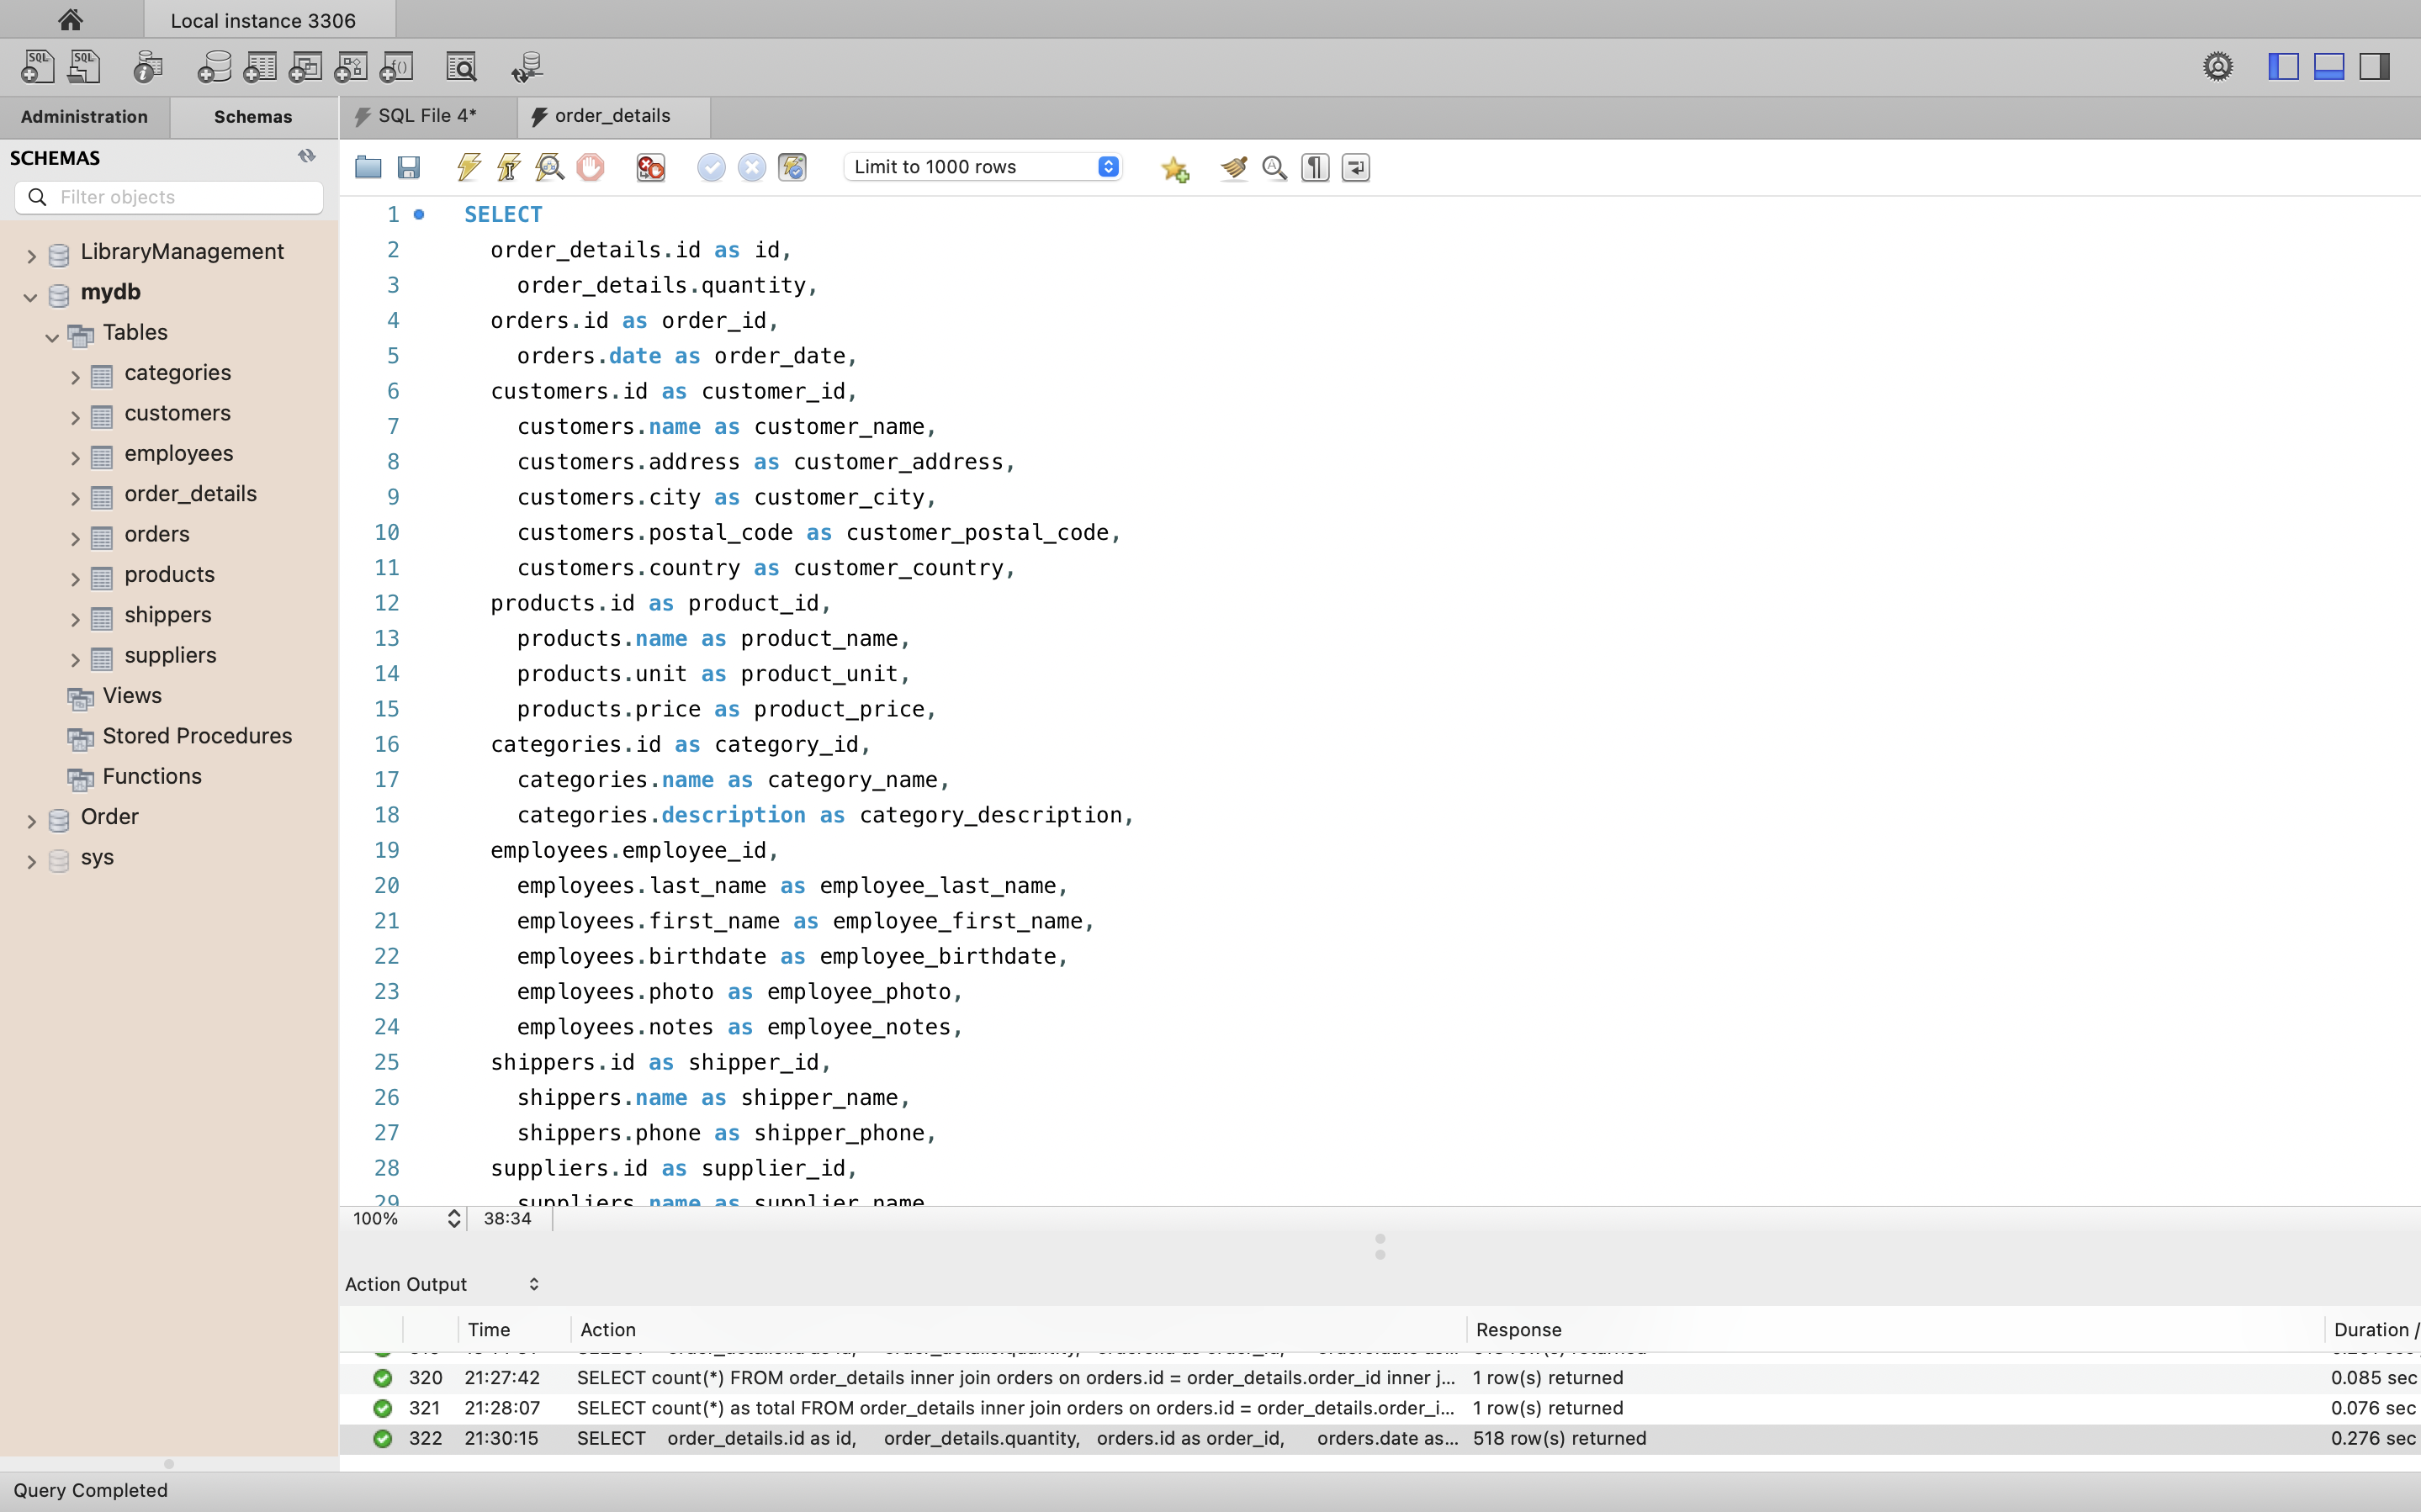 Local instance 3306
SQL SQL
Administration Schemas SQL File 4* order_details
SCHEMAS
Limit to 1000 rows
Filter objects
LibraryManagement
mydb
Tables
categories
customers
employees
order_details
orders
products
shippers
suppliers
Views
Stored Procedures
Functions
Order
sys
1 SELECT
2 order_details.id as id,
3 order_details.quantity,
4 orders.id as order_id,
5 orders.date as order_date,
6 customers.id as customer_id,
7 customers.name as customer_name,
8 customers.address as customer_address,
9 customers.city as customer_city,
10 customers.postal_code as customer_postal_code,
11 customers.country as customer_country,
12 products.id as product_id,
13 products.name as product_name,
14 products.unit as product_unit,
15 products.price as product_price,
16 categories.id as category_id,
17 categories.name as category_name,
18 categories.description as category_description,
19 employees.employee_id,
20 employees.last_name as employee_last_name,
21 employees.first_name as employee_first_name,
22 employees.birthdate as employee_birthdate,
23 employees.photo as employee_photo,
24 employees.notes as employee_notes,
25 shippers.id as shipper_id,
26 shippers.name as shipper_name,
27 shippers.phone as shipper_phone,
28 suppliers.id as supplier_id,
29 suppliers.name as supplier_name
100% 38:34
Action Output
Time Action Response Duration /
320 21:27:42 SELECT count(*) FROM order_details inner join orders on orders.id = order_details.order_id inner j... 1 row(s) returned 0.085 sec
321 21:28:07 SELECT count(*) as total FROM order_details inner join orders on orders.id = order_details.order_i... 1 row(s) returned 0.076 sec
322 21:30:15 SELECT order_details.id as id, order_details.quantity, orders.id as order_id, orders.date as... 518 row(s) returned 0.276 sec
Query Completed